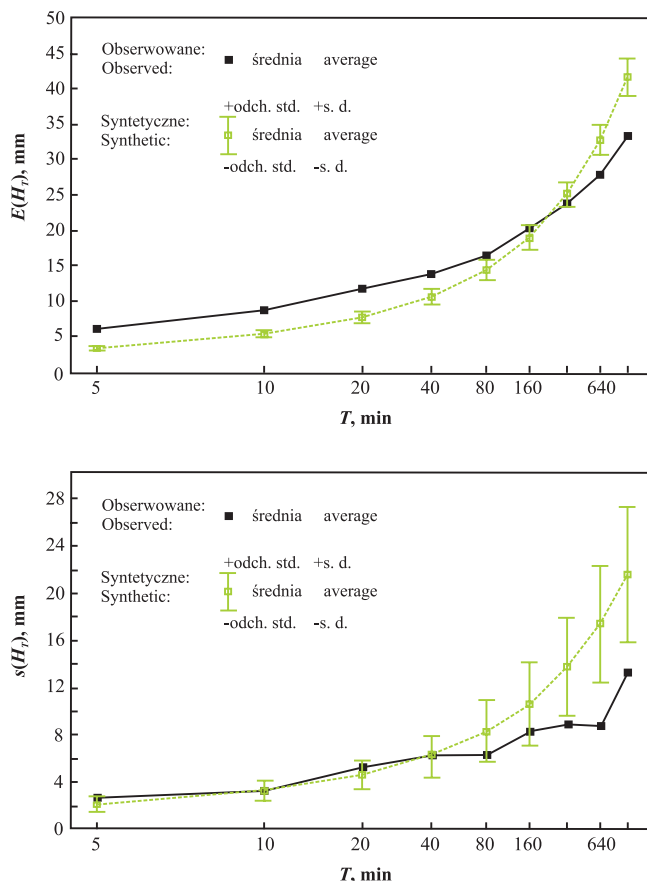 50
45
40
35
30
25
20
15
10
5
0
E(H_T), mm
Obserwowane:
Observed:
średnia average
+odch. std. +s. d.
Syntetyczne:
Synthetic:
średnia average
-odch. std. -s. d.
5 10 20 40 80 160 640
T, min
28
24
20
16
12
8
4
0
s(H_T), mm
Obserwowane:
Observed:
średnia average
+odch. std. +s. d.
Syntetyczne:
Synthetic:
średnia average
-odch. std. -s. d.
5 10 20 40 80 160 640
T, min